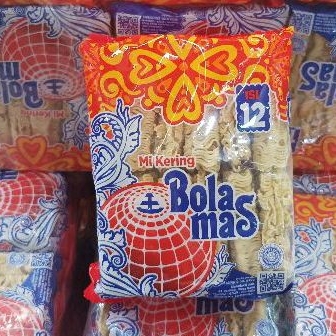 ISI
12
Mi Kering
Bola
mas